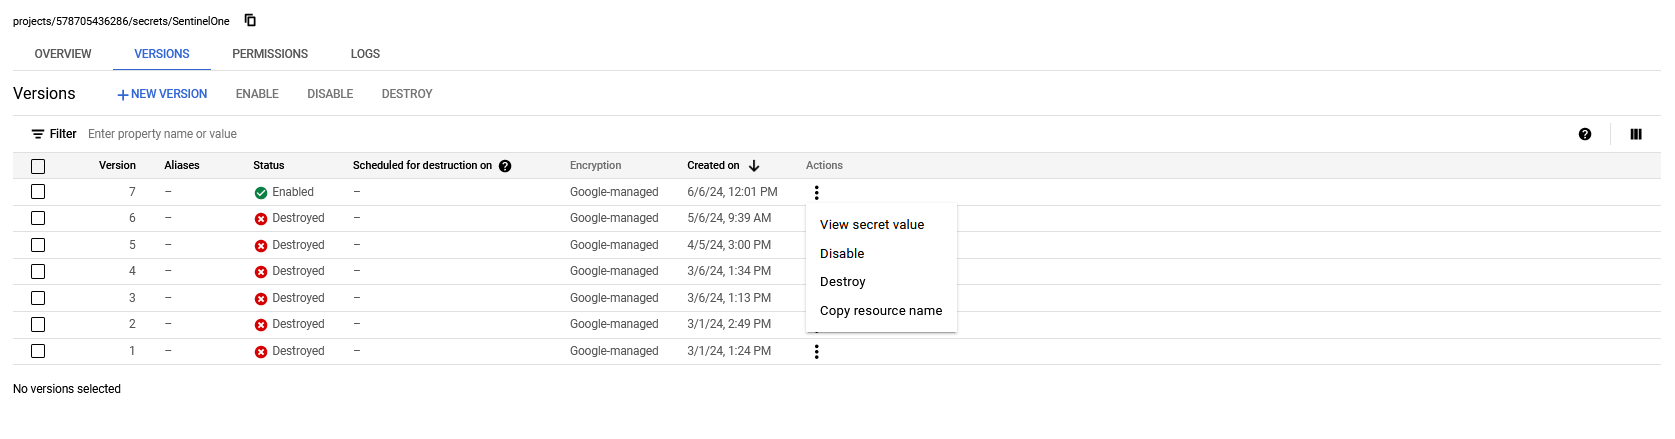 projects/578705436286/secrets/SentinelOne
OVERVIEW VERSIONS PERMISSIONS LOGS
Versions + NEW VERSION ENABLE DISABLE DESTROY
Filter Enter property name or value
Version Aliases Status Scheduled for destruction on Encryption Created on Actions
7 – Enabled – Google-managed 6/6/24, 12:01 PM
6 – Destroyed – Google-managed 5/6/24, 9:39 AM
5 – Destroyed – Google-managed 4/5/24, 3:00 PM
4 – Destroyed – Google-managed 3/6/24, 1:34 PM
3 – Destroyed – Google-managed 3/6/24, 1:13 PM
2 – Destroyed – Google-managed 3/1/24, 2:49 PM
1 – Destroyed – Google-managed 3/1/24, 1:24 PM
View secret value
Disable
Destroy
Copy resource name
No versions selected